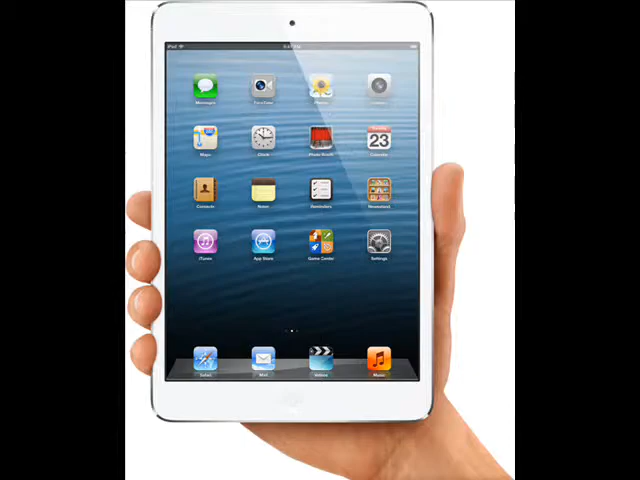 iPad
Messages FaceTime Photos Camera
Maps Clock Photo Booth Calendar
23
Contacts Notes Reminders Newsstand
iTunes App Store Game Center Settings
Safari Mail Videos Music